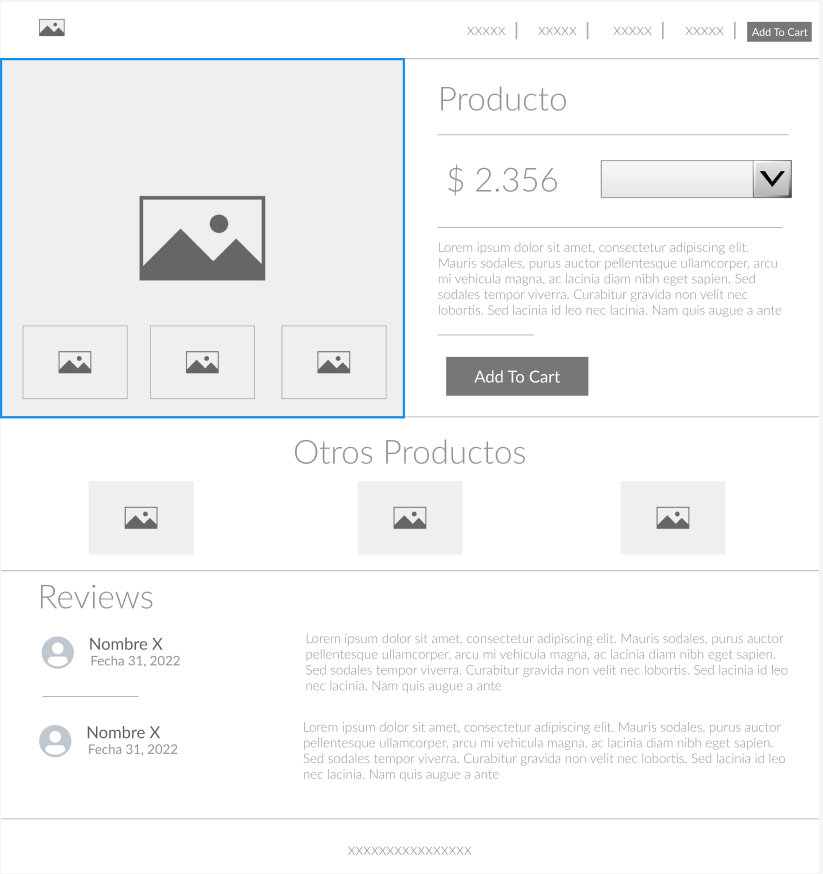 XXXXX | XXXXX | XXXXX | XXXXX | Add To Cart
Producto
$ 2.356
Lorem ipsum dolor sit amet, consectetur adipiscing elit.
Mauris sodales, purus auctor pellentesque ullamcorper, arcu
mi vehicula magna, ac lacinia diam nibh eget sapien. Sed
sodales tempor viverra. Curabitur gravida non velit nec
lobortis. Sed lacinia id leo nec lacinia. Nam quis augue a ante
Add To Cart
Otros Productos
Reviews
Nombre X
Fecha 31, 2022
Lorem ipsum dolor sit amet, consectetur adipiscing elit. Mauris sodales, purus auctor
pellentesque ullamcorper, arcu mi vehicula magna, ac lacinia diam nibh eget sapien.
Sed sodales tempor viverra. Curabitur gravida non velit nec lobortis. Sed lacinia id leo
nec lacinia. Nam quis augue a ante
Nombre X
Fecha 31, 2022
Lorem ipsum dolor sit amet, consectetur adipiscing elit. Mauris sodales, purus auctor
pellentesque ullamcorper, arcu mi vehicula magna, ac lacinia diam nibh eget sapien.
Sed sodales tempor viverra. Curabitur gravida non velit nec lobortis. Sed lacinia id leo
nec lacinia. Nam quis augue a ante
XXXXXXXXXXXXXXXX